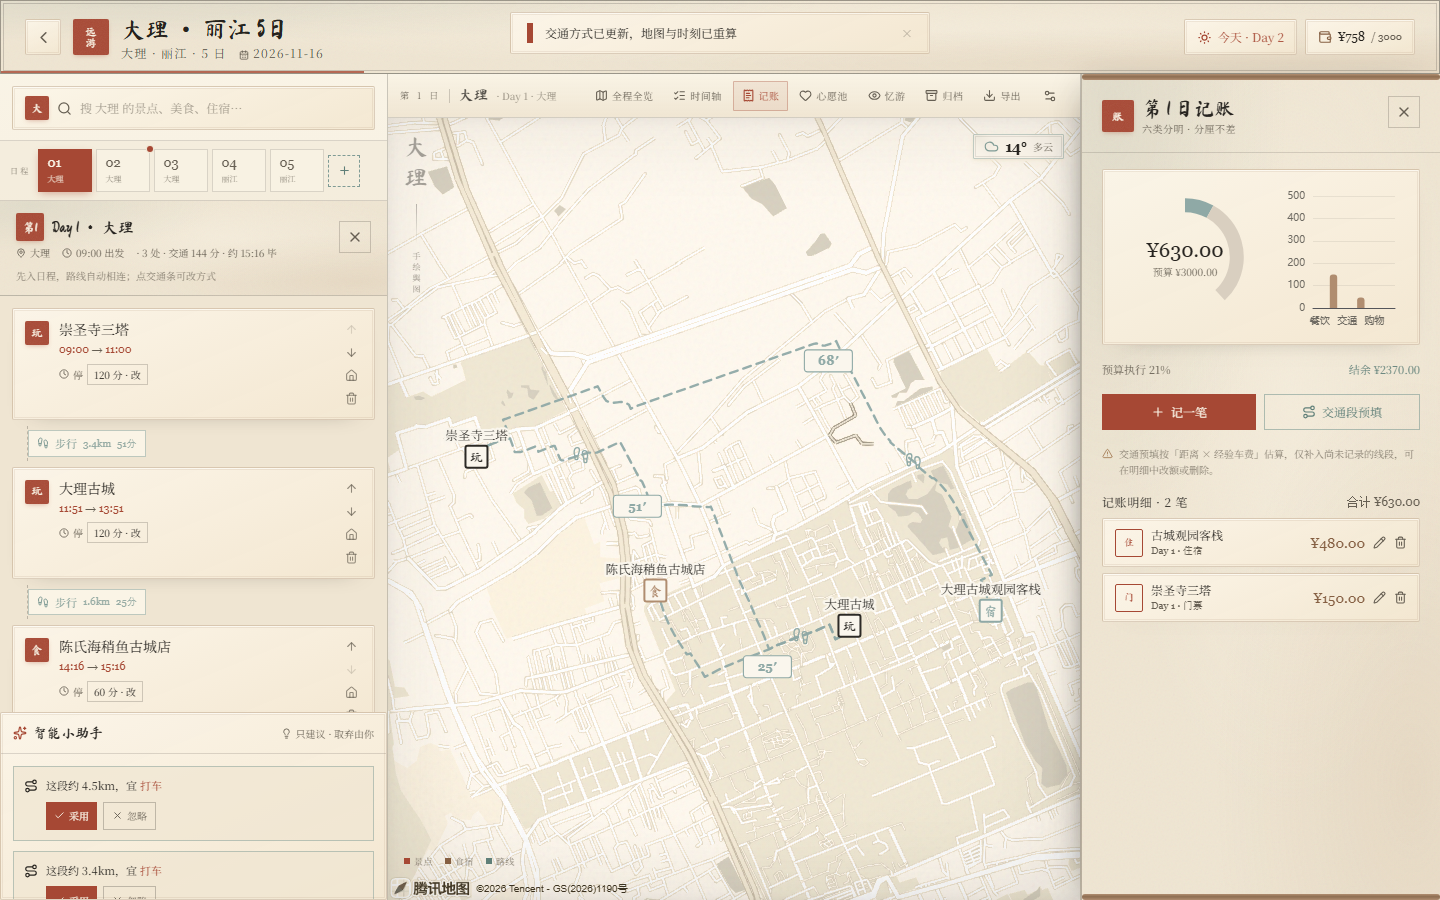 远游
大理 · 丽江 5日
大理 · 丽江 · 5 日 2026-11-16
交通方式已更新，地图与时刻已重算
今天 · Day 2
¥758 / 3000
大 搜 大理 的景点、美食、住宿…
日程
01 大理
02 大理
03 大理
04 丽江
05 丽江
+
第1 Day 1 · 大理
大理 09:00 出发 · 3 处 · 交通 144 分 · 约 15:16 毕
先入日程，路线自动相连；点交通条可改方式
玩 崇圣寺三塔
09:00 → 11:00
停 120 分 · 改
步行 3.4km 51分
玩 大理古城
11:51 → 13:51
停 120 分 · 改
步行 1.6km 25分
食 陈氏海稍鱼古城店
14:16 → 15:16
停 60 分 · 改
智能小助手 只建议 · 取弃由你
这段约 4.5km，宜 打车
采用 忽略
这段约 3.4km，宜 打车
采用 忽略
第 1 日 大理 · Day 1 · 大理
全程全览 时间轴 记账 心愿池 忆游 归档 导出
大理
手绘舆图
14° 多云
68′
崇圣寺三塔
玩
51′
陈氏海稍鱼古城店
食
大理古城
玩
大理古城观园客栈
宿
25′
景点 食宿 路线
腾讯地图 ©2026 Tencent - GS(2026)1190号
账 第1日记账
六类分明 · 分厘不差
¥630.00
预算 ¥3000.00
500
400
300
200
100
0
餐饮 交通 购物
预算执行 21% 结余 ¥2370.00
记一笔 交通段预填
交通预填按「距离 × 经验车费」估算，仅补入尚未记录的线段，可
在明细中改额或删除。
记账明细 · 2 笔 合计 ¥630.00
住 古城观园客栈 ¥480.00
Day 1 · 住宿
门 崇圣寺三塔 ¥150.00
Day 1 · 门票